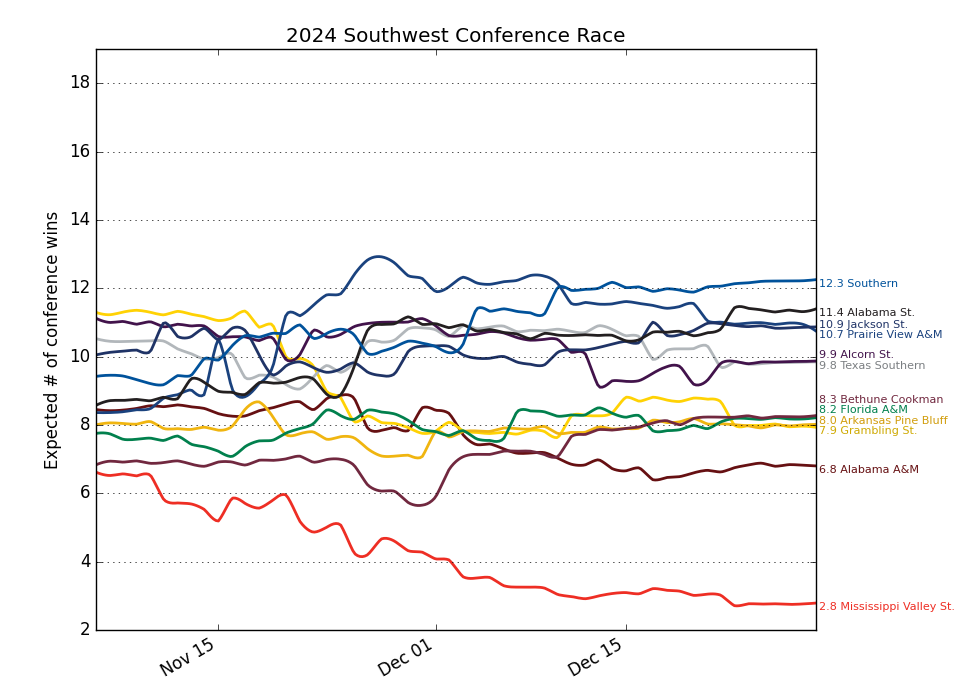 2024 Southwest Conference Race
Expected # of conference wins
18
16
14
12
10
8
6
4
2
Nov 15
Dec 01
Dec 15
12.3 Southern
11.4 Alabama St.
10.9 Jackson St.
10.7 Prairie View A&M
9.9 Alcorn St.
9.8 Texas Southern
8.3 Bethune Cookman
8.2 Florida A&M
8.0 Arkansas Pine Bluff
7.9 Grambling St.
6.8 Alabama A&M
2.8 Mississippi Valley St.